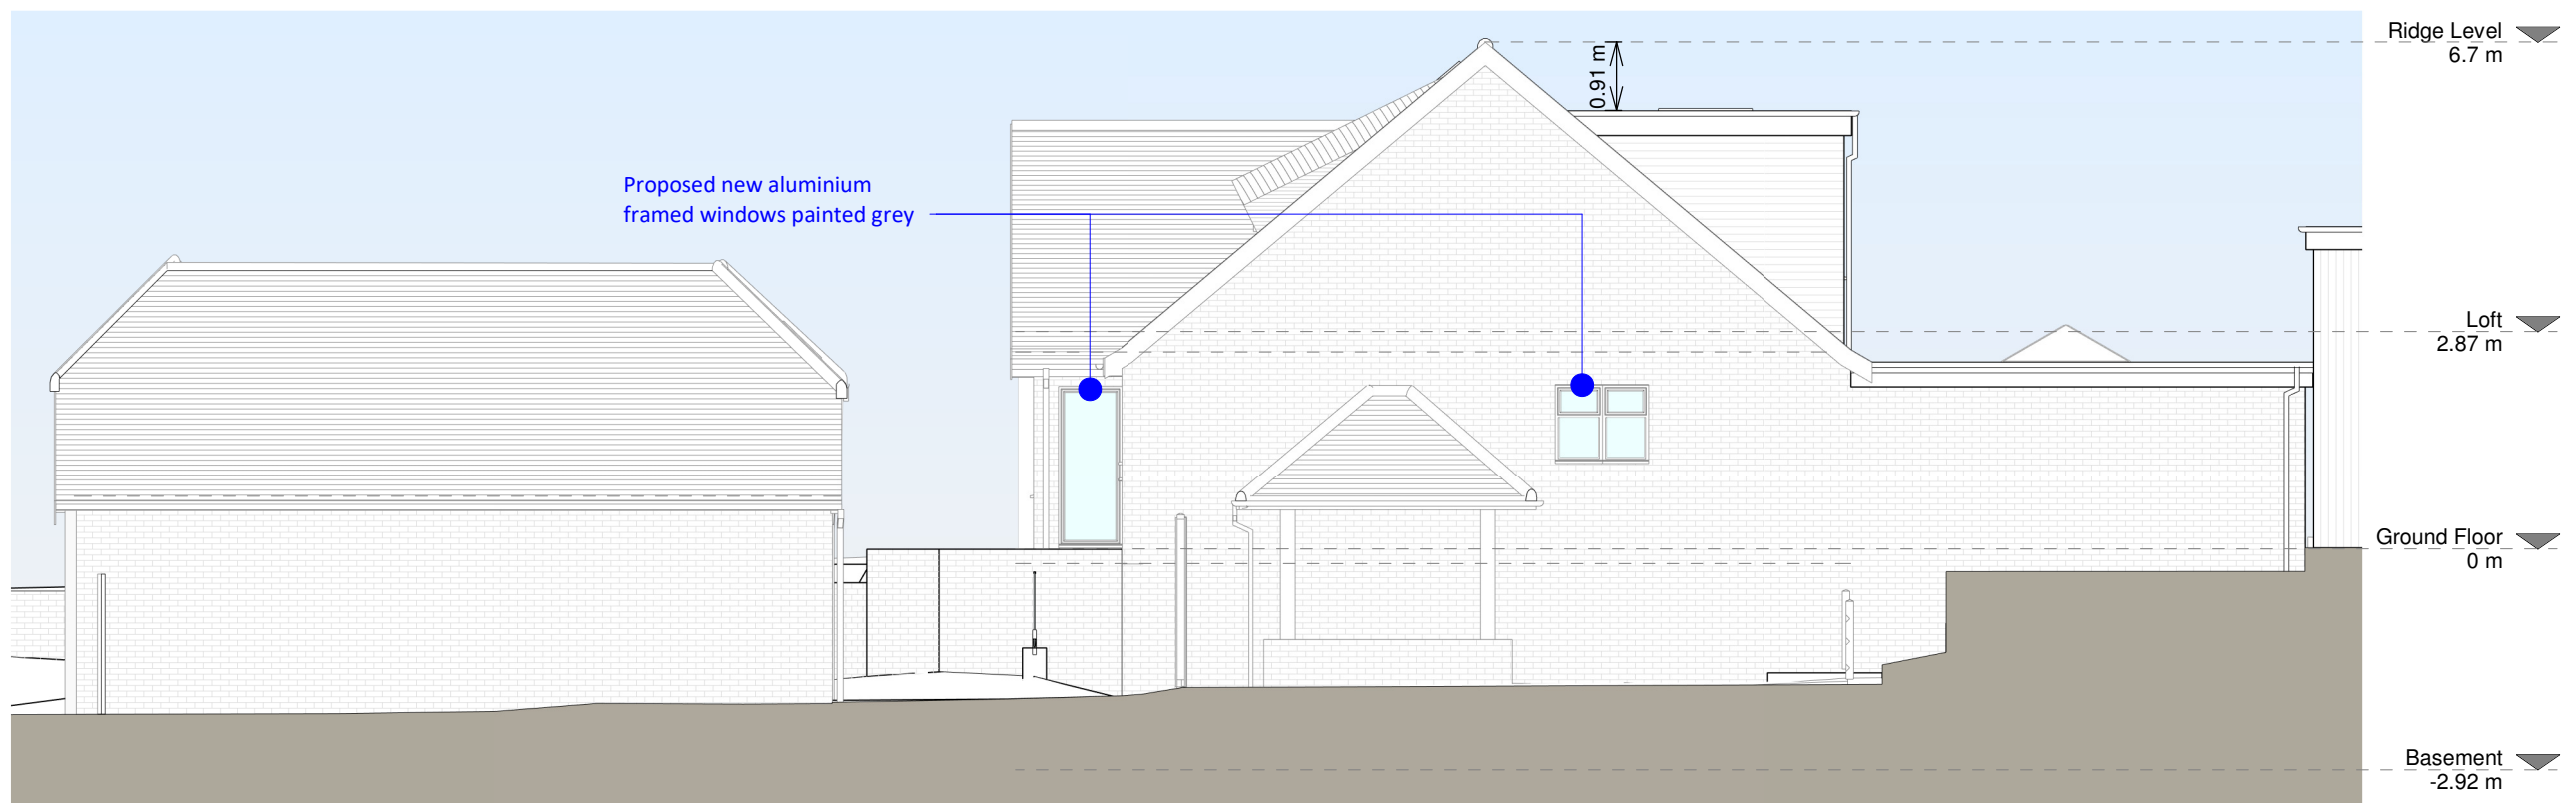 Ridge Level
6.7 m
0.91 m
Proposed new aluminium
framed windows painted grey
Loft
2.87 m
Ground Floor
0 m
Basement
-2.92 m